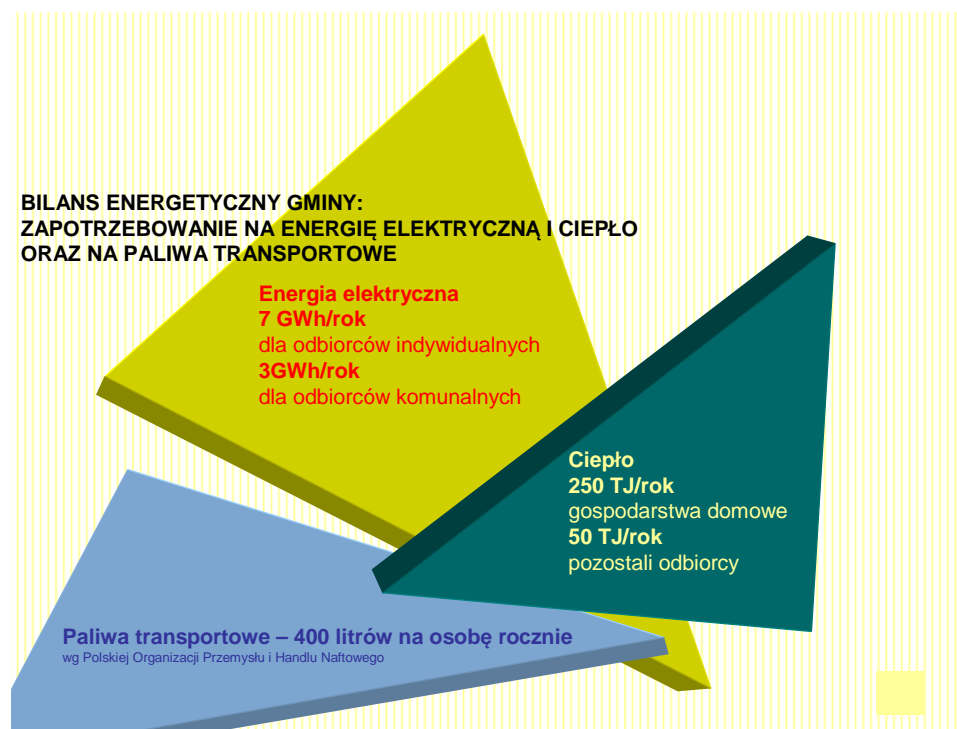 BILANS ENERGETYCZNY GMINY:
ZAPOTRZEBOWANIE NA ENERGIĘ ELEKTRYCZNĄ I CIEPŁO
ORAZ NA PALIWA TRANSPORTOWE
Energia elektryczna
7 GWh/rok
dla odbiorców indywidualnych
3GWh/rok
dla odbiorców komunalnych
Ciepło
250 TJ/rok
gospodarstwa domowe
50 TJ/rok
pozostali odbiorcy
Paliwa transportowe – 400 litrów na osobę rocznie
wg Polskiej Organizacji Przemysłu i Handlu Naftowego